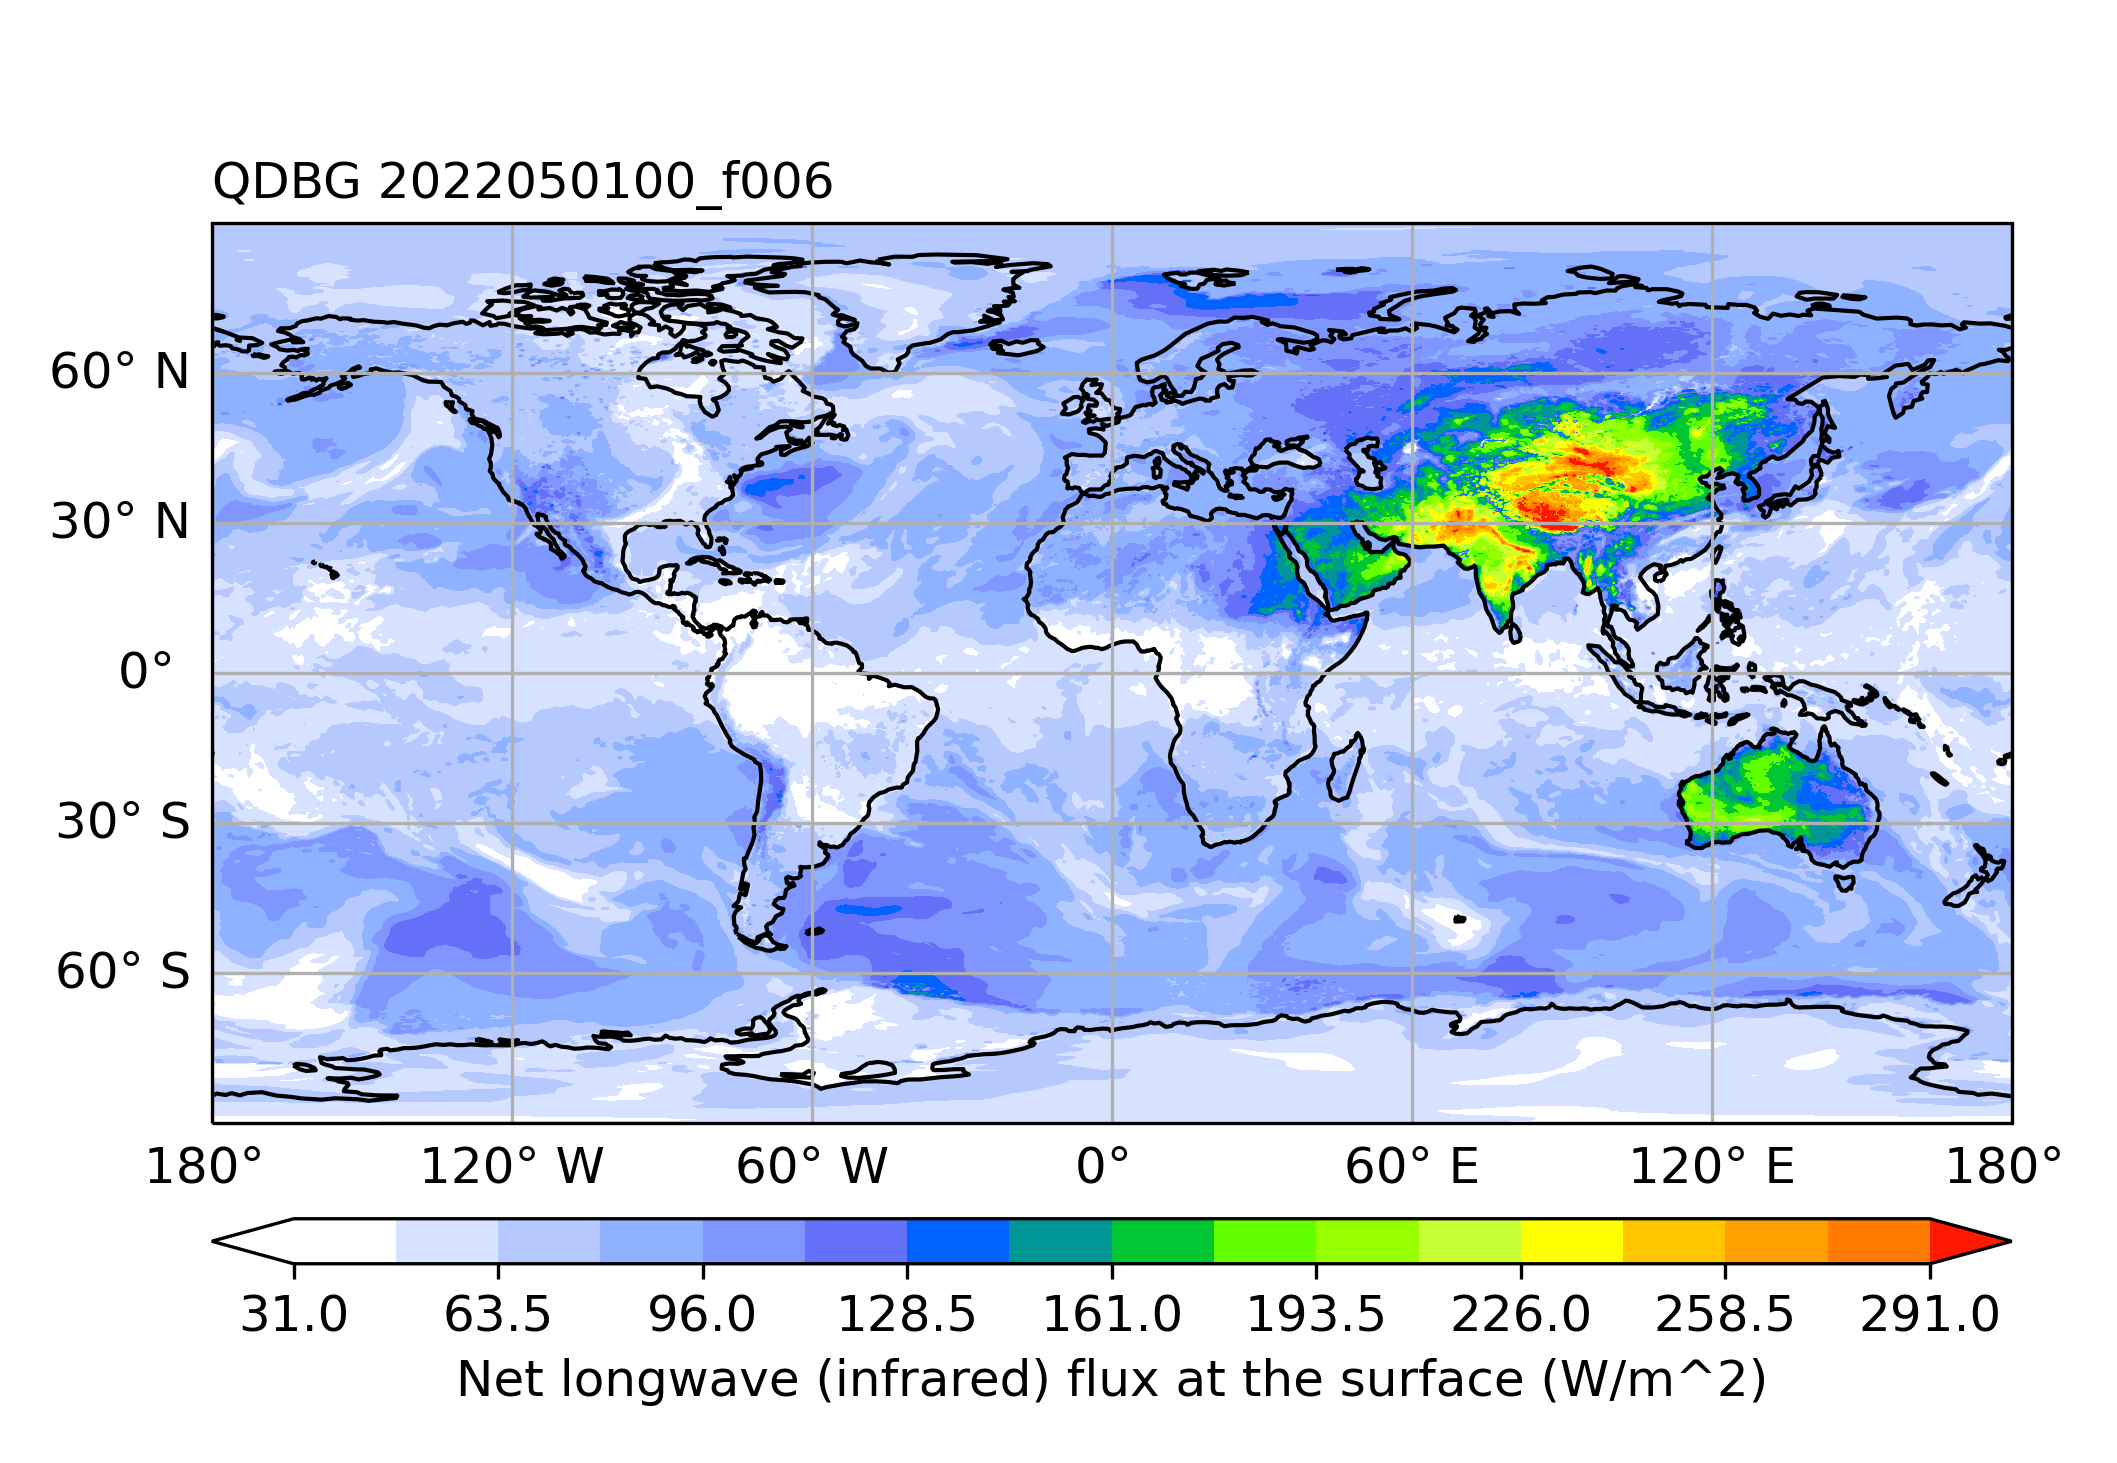 QDBG 2022050100_f006
60° N
30° N
0°
30° S
60° S
180° 120° W 60° W 0° 60° E 120° E 180°
31.0 63.5 96.0 128.5 161.0 193.5 226.0 258.5 291.0
Net longwave (infrared) flux at the surface (W/m^2)